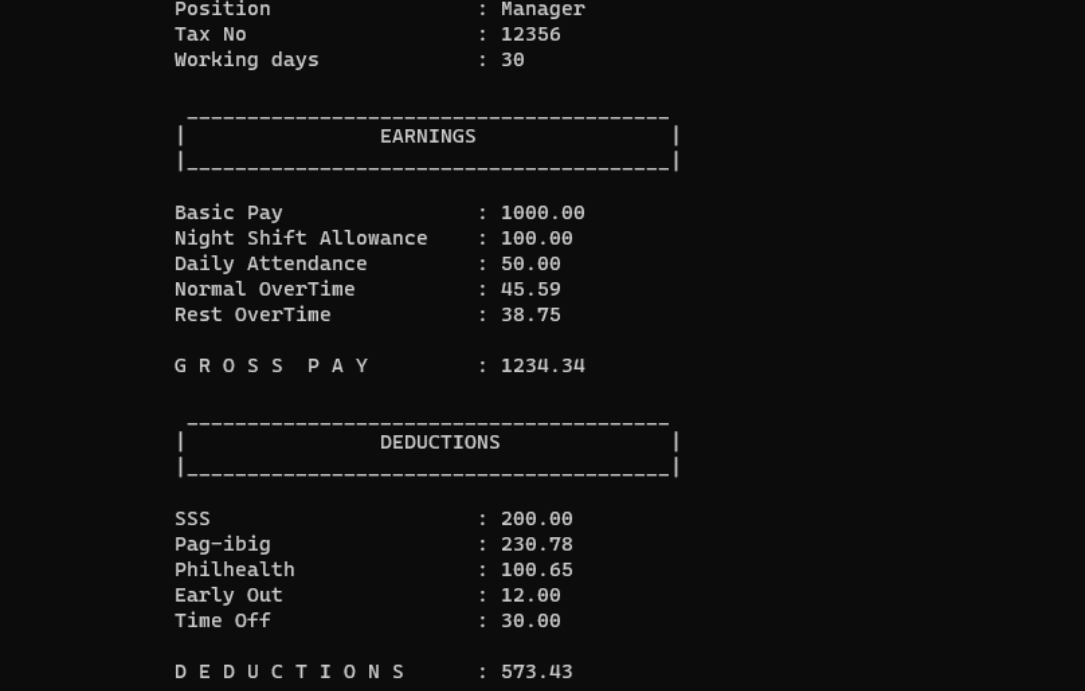 Position : Manager
Tax No : 12356
Working days : 30
EARNINGS
Basic Pay : 1000.00
Night Shift Allowance : 100.00
Daily Attendance : 50.00
Normal OverTime : 45.59
Rest OverTime : 38.75
G R O S S  P A Y : 1234.34
DEDUCTIONS
SSS : 200.00
Pag-ibig : 230.78
Philhealth : 100.65
Early Out : 12.00
Time Off : 30.00
D E D U C T I O N S : 573.43